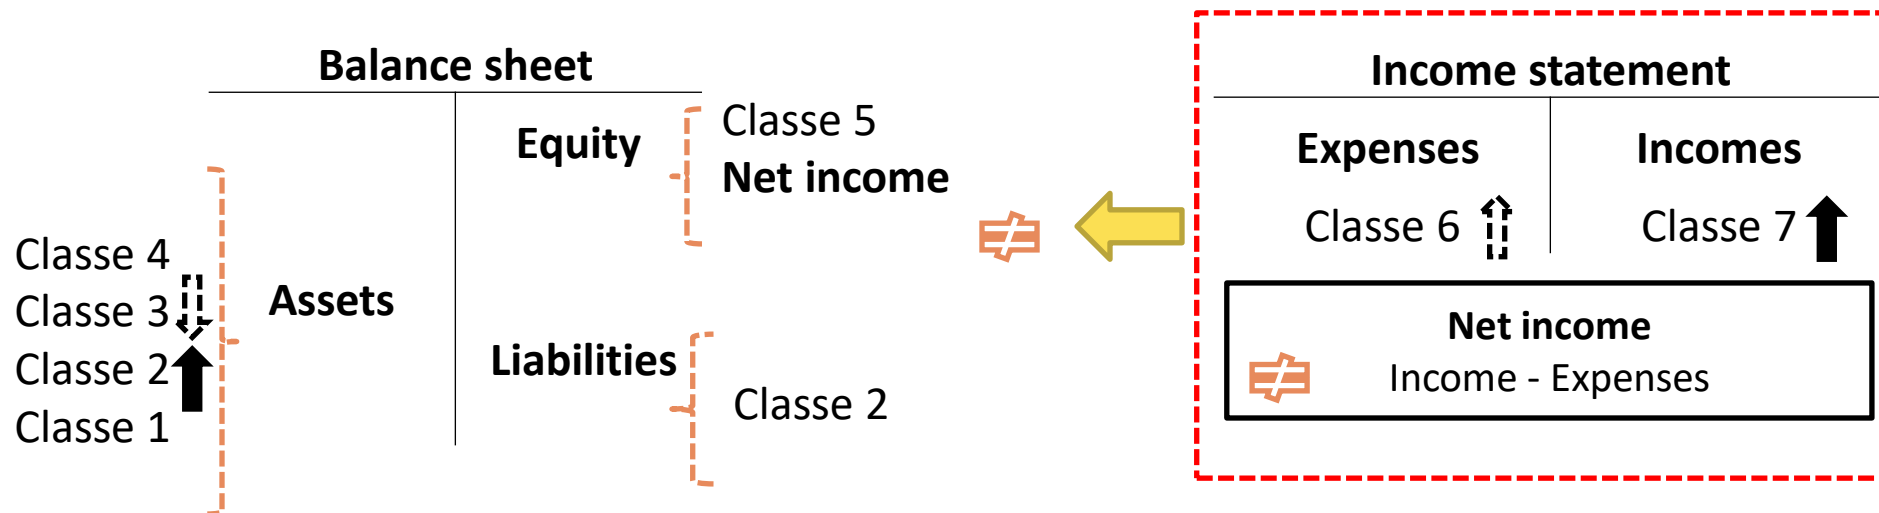 Balance sheet
Equity
Classe 5
Net income
Classe 4
Classe 3
Classe 2
Classe 1
Assets
Liabilities
Classe 2
Income statement
Expenses
Incomes
Classe 6
Classe 7
Net income
Income - Expenses